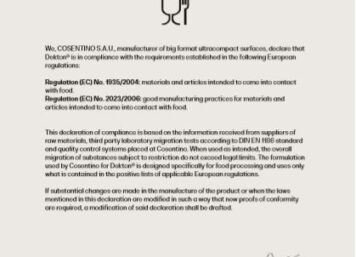 We, COSENTINO S.A.U., manufacturer of big format ultracompact surfaces, declare that
Dekton® is in compliance with the requirements established in the following European
regulations:
Regulation (EC) No. 1935/2004: materials and articles intended to come into contact
with food.
Regulation (EC) No. 2023/2006: good manufacturing practices for materials and
articles intended to come into contact with food.
This declaration of compliance is based on the information received from suppliers of
raw materials, third party laboratory migration tests according to DIN EN 1186 standard
and quality control systems placed at Cosentino. When used as intended, the overall
migration of substances subject to restriction do not exceed legal limits. The formulation
used by Cosentino for Dekton® is designed specifically for food processing and uses only
what is contained in the positive lists of applicable European regulations.
If substantial changes are made in the manufacture of the product or when the laws
mentioned in this declaration are modified in such a way that new proofs of conformity
are required, a modification of said declaration shall be drafted.